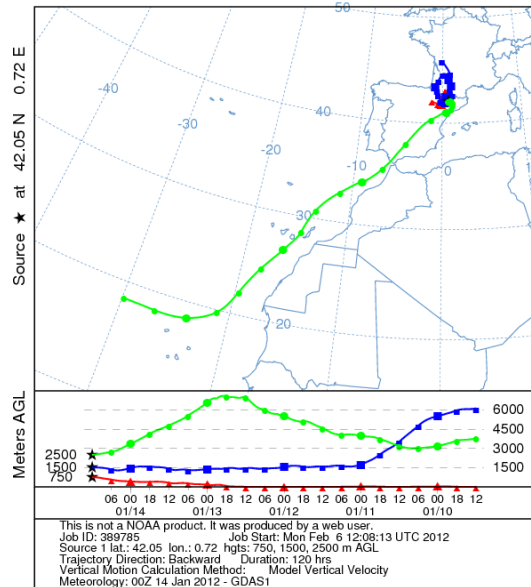 50
-40
-30
40
-20
-10
0
30
20
Source ★ at 42.05 N 0.72 E
Meters AGL
6000
4500
3000
1500
2500
1500
750
06 00 18 12 06 00 18 12 06 00 18 12 06 00 18 12 06 00 18 12
01/14 01/13 01/12 01/11 01/10
This is not a NOAA product. It was produced by a web user.
Job ID: 389785 Job Start: Mon Feb 6 12:08:13 UTC 2012
Source 1 lat.: 42.05 lon.: 0.72 hgts: 750, 1500, 2500 m AGL
Trajectory Direction: Backward Duration: 120 hrs
Vertical Motion Calculation Method: Model Vertical Velocity
Meteorology: 00Z 14 Jan 2012 - GDAS1